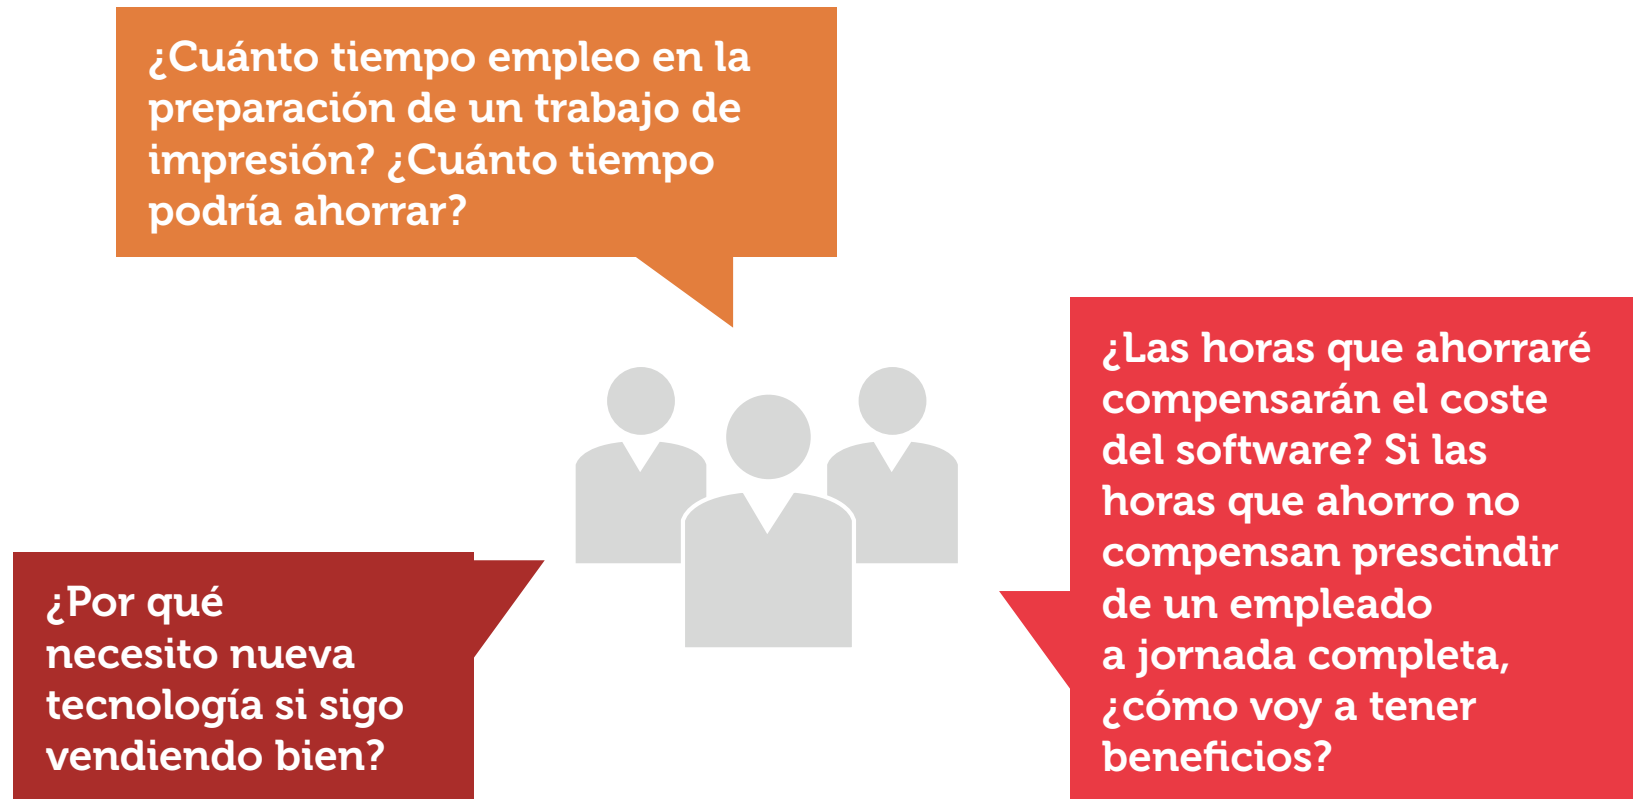 ¿Cuánto tiempo empleo en la
preparación de un trabajo de
impresión? ¿Cuánto tiempo
podría ahorrar?
¿Las horas que ahorraré
compensarán el coste
del software? Si las
horas que ahorro no
compensan prescindir
de un empleado
a jornada completa,
¿cómo voy a tener
beneficios?
¿Por qué
necesito nueva
tecnología si sigo
vendiendo bien?